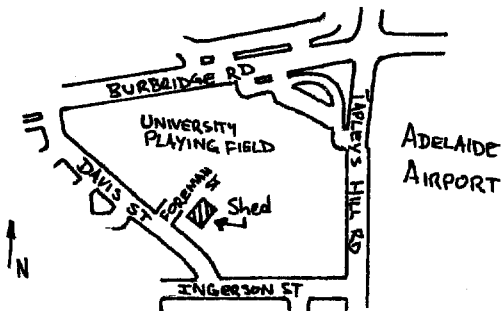 BURBRIDGE RD
UNIVERSITY
PLAYING FIELD
TAPLEYS HILL RD
ADELAIDE
AIRPORT
DAVIS ST
FOREMAN ST
Shed
N
INGERSON ST